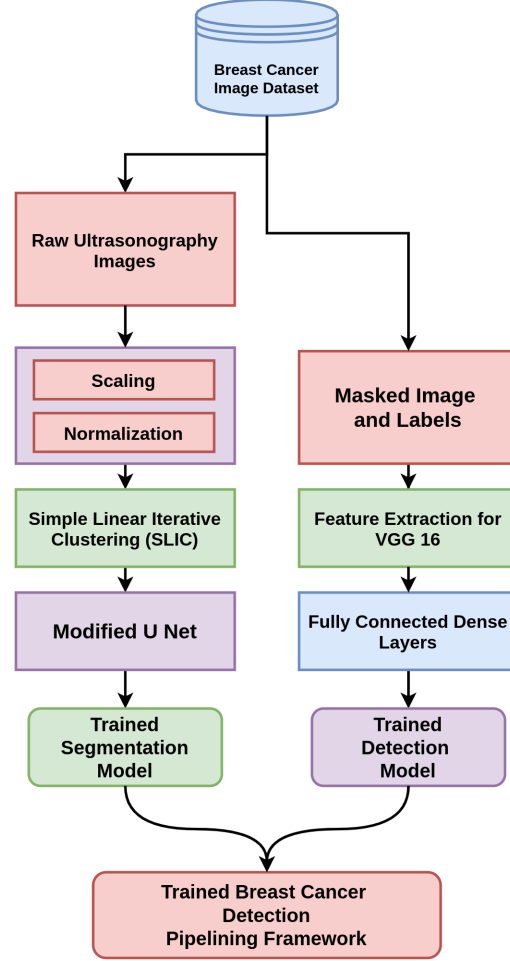 Breast Cancer
Image Dataset
Raw Ultrasonography
Images
Scaling
Normalization
Masked Image
and Labels
Simple Linear Iterative
Clustering (SLIC)
Feature Extraction for
VGG 16
Modified U Net
Fully Connected Dense
Layers
Trained
Segmentation
Model
Trained
Detection
Model
Trained Breast Cancer
Detection
Pipelining Framework